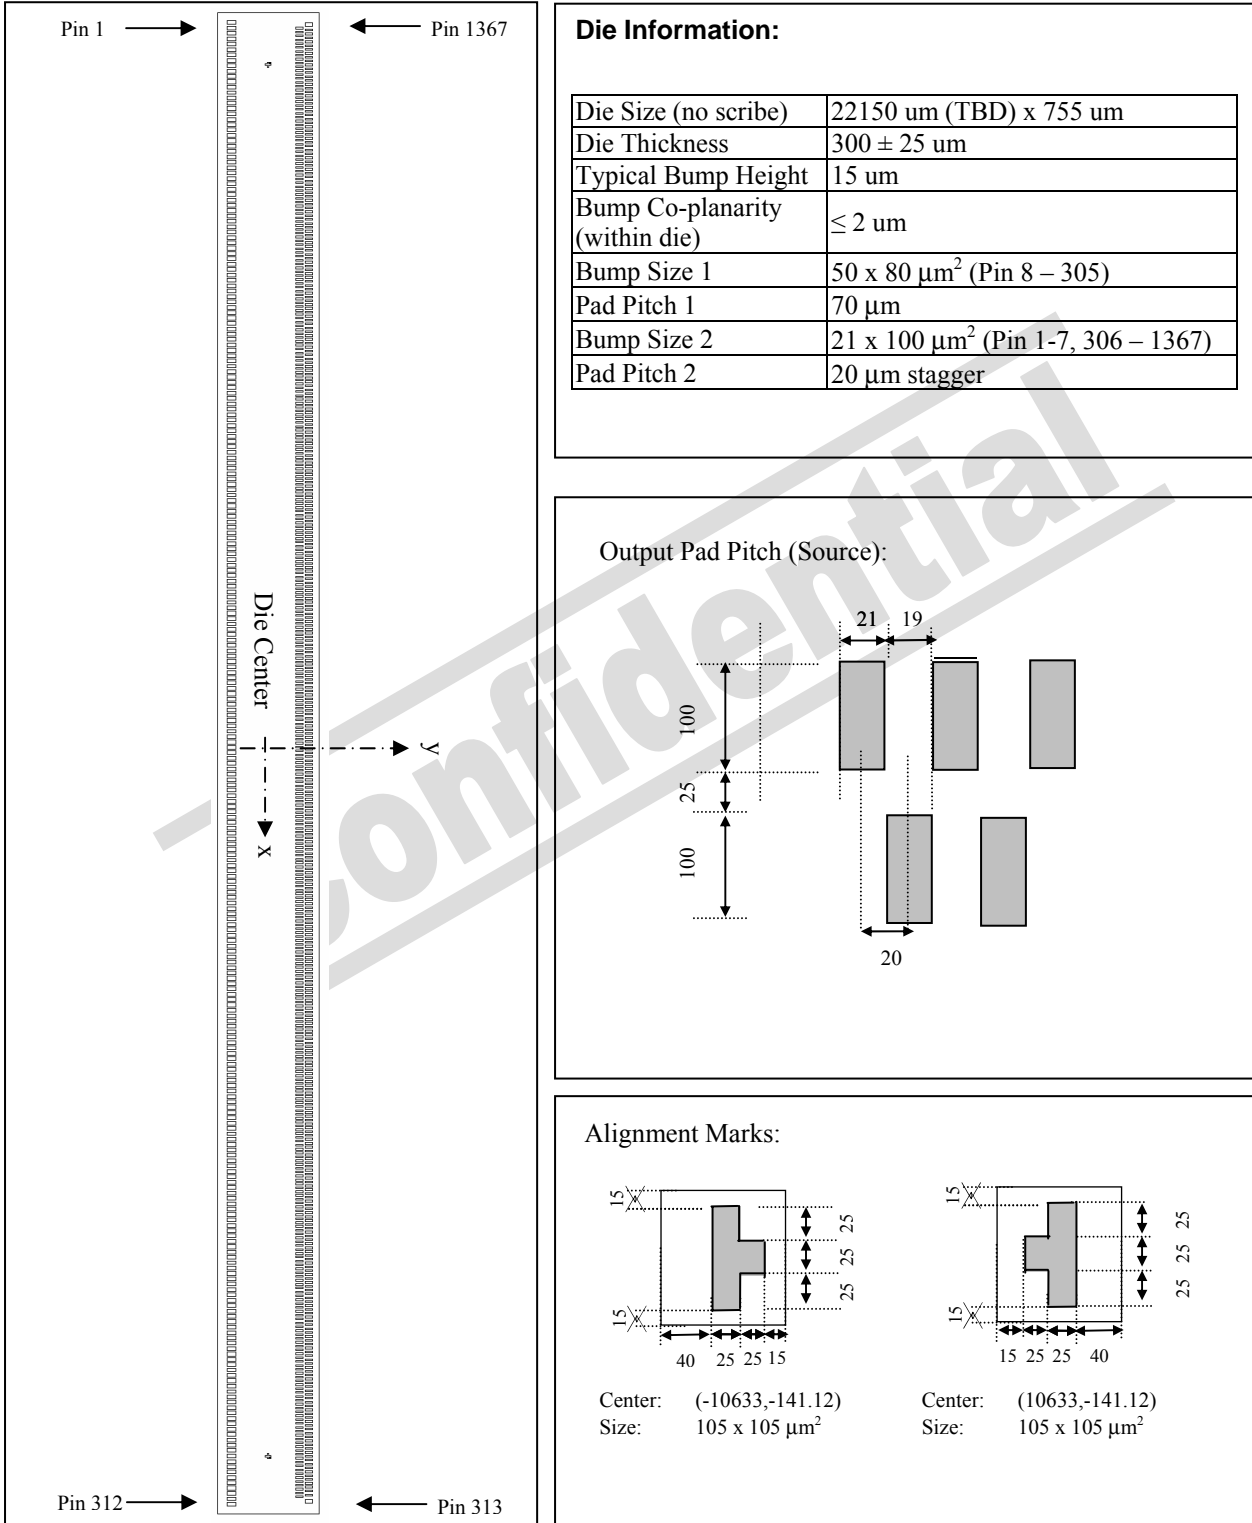 Pin 1
Pin 1367
Die Center
y
x
Pin 312
Pin 313
Die Information:
Die Size (no scribe) 22150 um (TBD) x 755 um
Die Thickness 300 ± 25 um
Typical Bump Height 15 um
Bump Co-planarity
(within die) ≤ 2 um
Bump Size 1 50 x 80 μm² (Pin 8 – 305)
Pad Pitch 1 70 μm
Bump Size 2 21 x 100 μm² (Pin 1-7, 306 – 1367)
Pad Pitch 2 20 μm stagger
Confidential
Output Pad Pitch (Source):
21 19
100
25
100
20
Alignment Marks:
15
25
25
25
15
40 25 25 15
Center: (-10633,-141.12)
Size: 105 x 105 μm²
15
25
25
25
15
15 25 25 40
Center: (10633,-141.12)
Size: 105 x 105 μm²